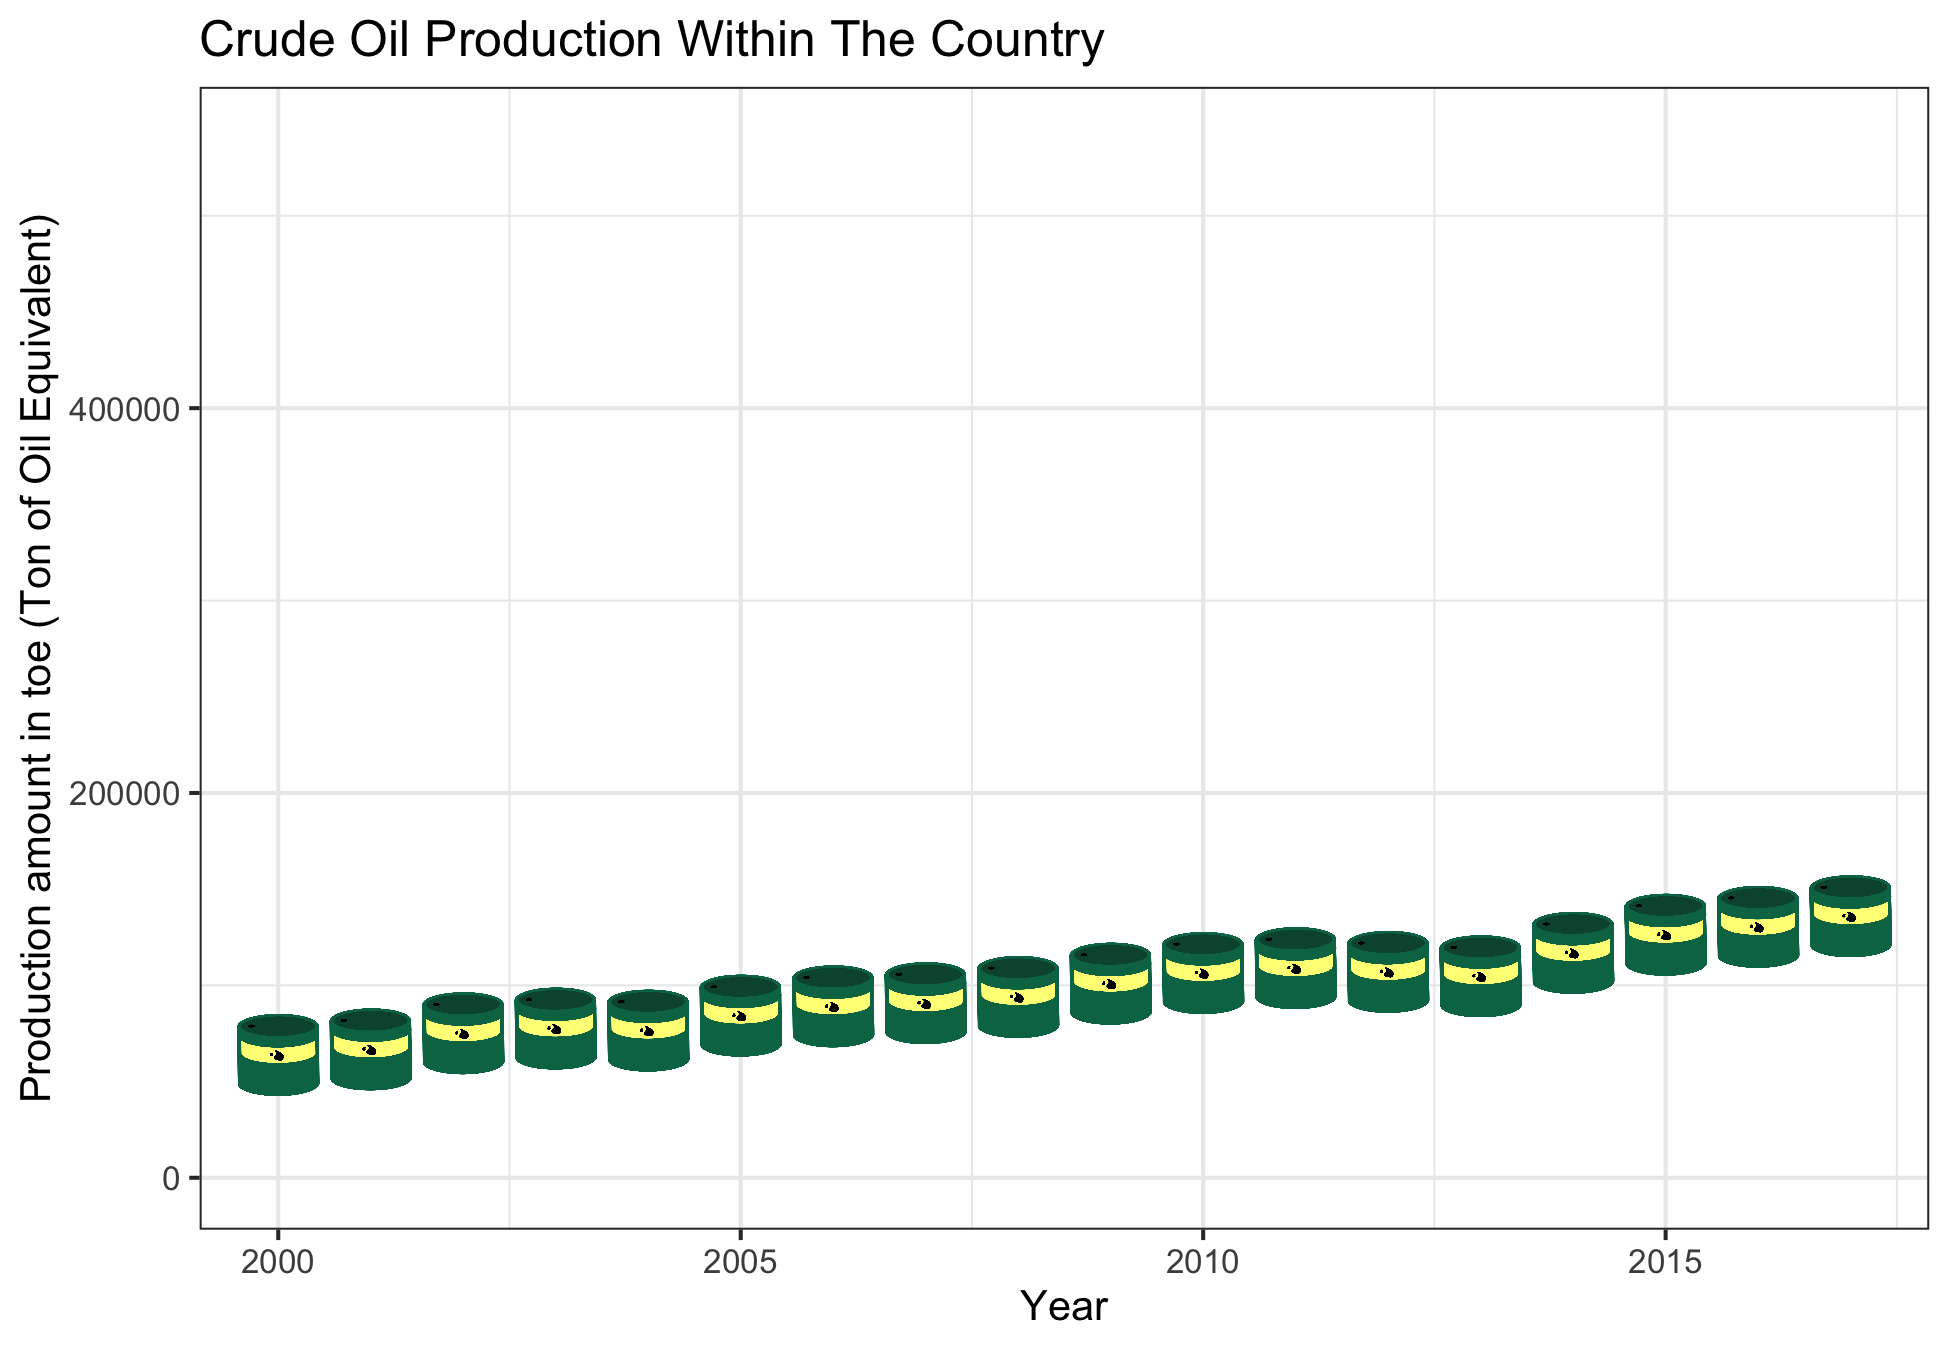 Crude Oil Production Within The Country
Production amount in toe (Ton of Oil Equivalent)
400000
200000
0
2000
2005
2010
2015
Year